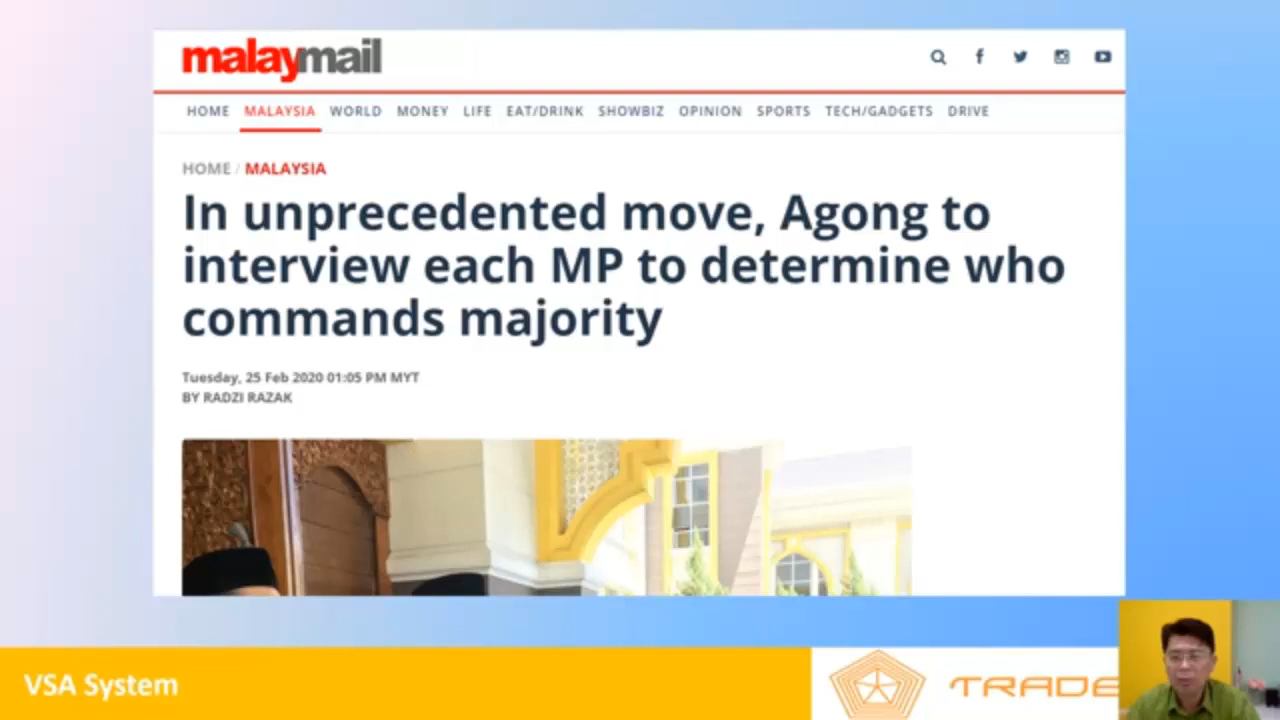 malaymail
HOME MALAYSIA WORLD MONEY LIFE EAT/DRINK SHOWBIZ OPINION SPORTS TECH/GADGETS DRIVE
HOME / MALAYSIA
In unprecedented move, Agong to
interview each MP to determine who
commands majority
Tuesday, 25 Feb 2020 01:05 PM MYT
BY RADZI RAZAK
VSA System
TRADE